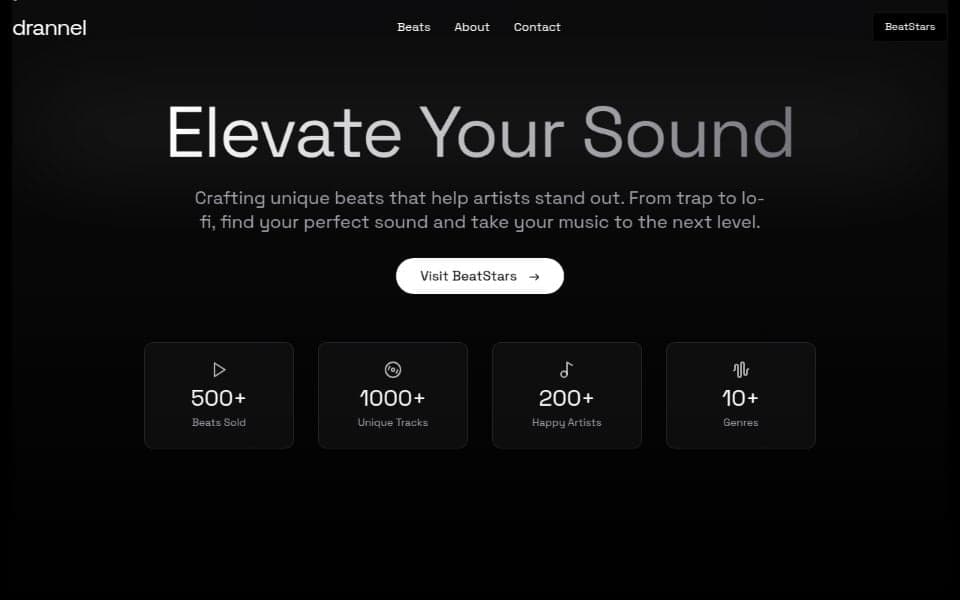 drannel
Beats
About
Contact
BeatStars
Elevate Your Sound
Crafting unique beats that help artists stand out. From trap to lo-
fi, find your perfect sound and take your music to the next level.
Visit BeatStars →
500+
Beats Sold
1000+
Unique Tracks
200+
Happy Artists
10+
Genres